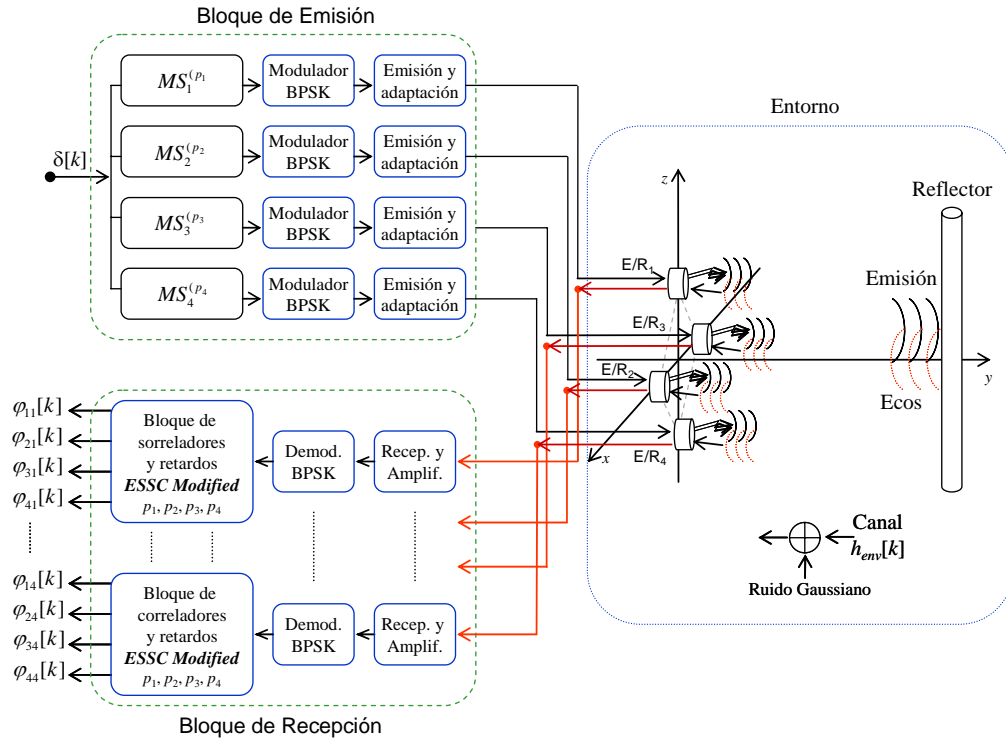 Bloque de Emisión
δ[k]
MS₁⁽ᵖ¹
Modulador
BPSK
Emisión y
adaptación
MS₂⁽ᵖ²
Modulador
BPSK
Emisión y
adaptación
MS₃⁽ᵖ³
Modulador
BPSK
Emisión y
adaptación
MS₄⁽ᵖ⁴
Modulador
BPSK
Emisión y
adaptación
Entorno
z
Reflector
E/R₁
Emisión
E/R₃
E/R₂
y
Ecos
E/R₄
x
Canal
h_env[k]
Ruido Gaussiano
φ₁₁[k]
φ₂₁[k]
φ₃₁[k]
φ₄₁[k]
Bloque de
sorreladores
y retardos
ESSC Modified
p₁, p₂, p₃, p₄
Demod.
BPSK
Recep. y
Amplif.
φ₁₄[k]
φ₂₄[k]
φ₃₄[k]
φ₄₄[k]
Bloque de
correladores
y retardos
ESSC Modified
p₁, p₂, p₃, p₄
Demod.
BPSK
Recep. y
Amplif.
Bloque de Recepción